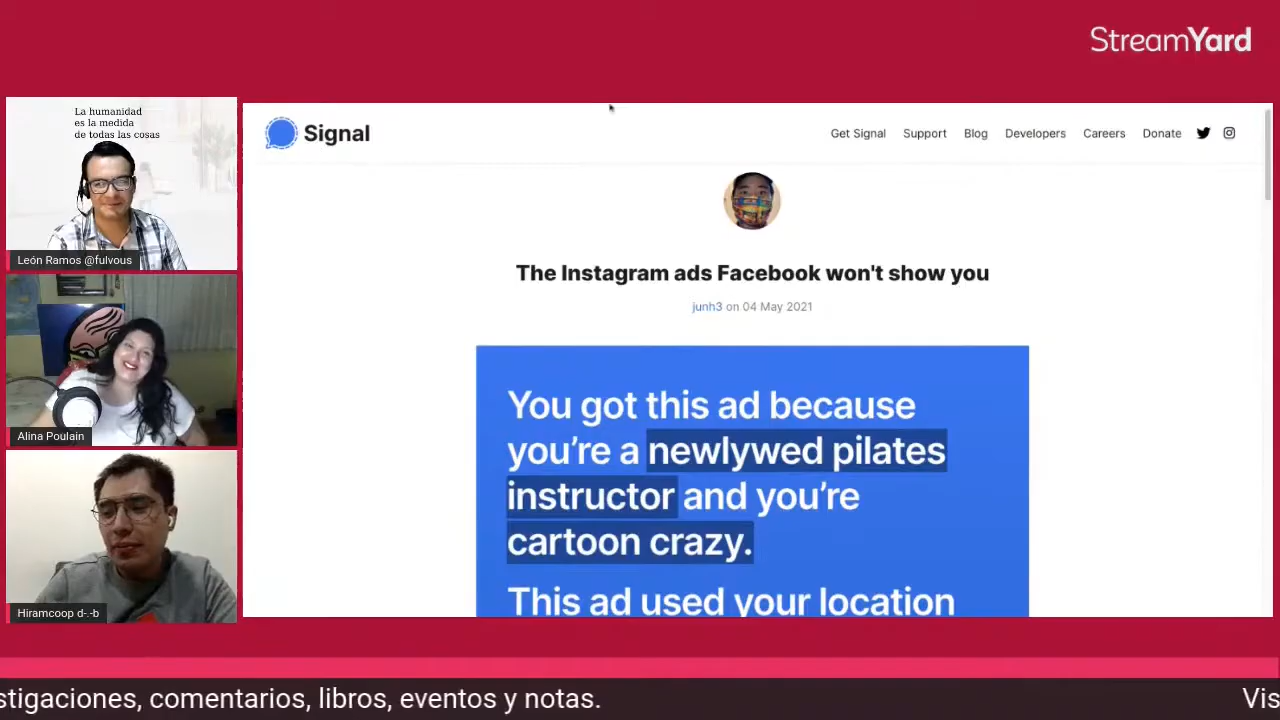 StreamYard
La humanidad
es la medida
de todas las cosas
León Ramos @fulvous
Alina Poulain
Hiramcoop d-.-b
Signal
Get Signal Support Blog Developers Careers Donate
The Instagram ads Facebook won't show you
junh3 on 04 May 2021
You got this ad because
you're a newlywed pilates
instructor and you're
cartoon crazy.
This ad used your location
stigaciones, comentarios, libros, eventos y notas.
Vis